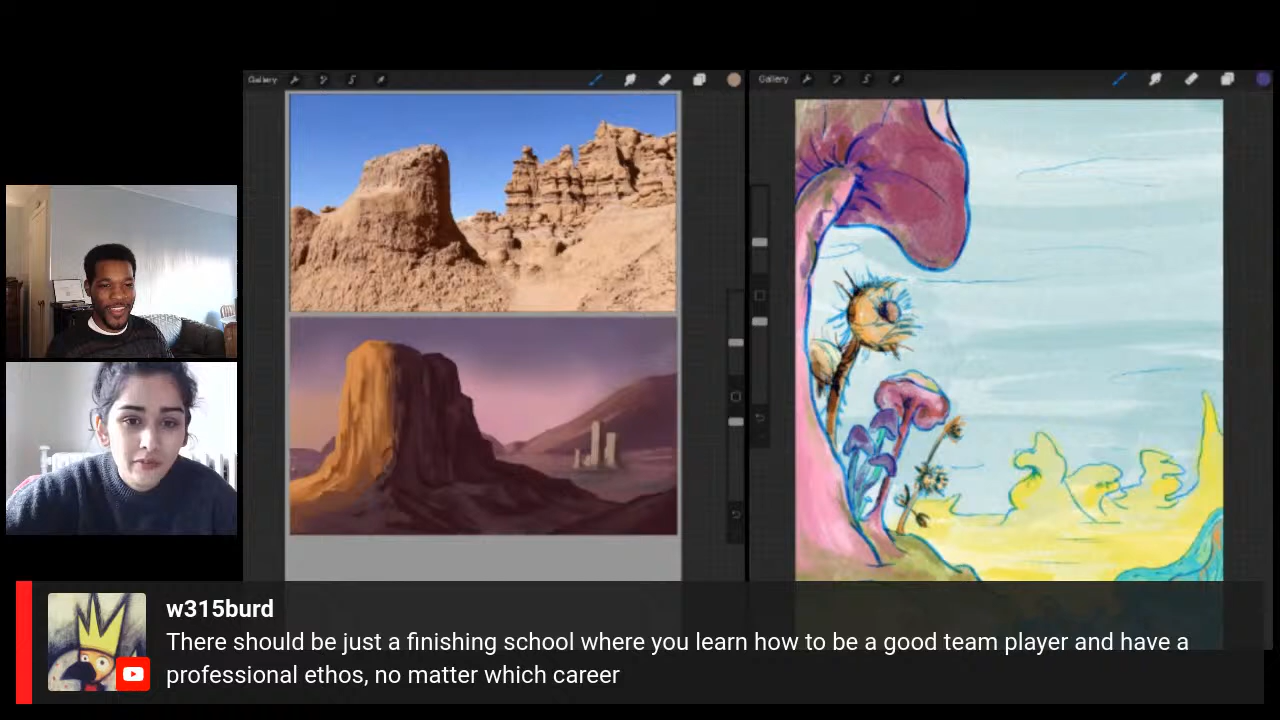 Gallery
Gallery
w315burd
There should be just a finishing school where you learn how to be a good team player and have a
professional ethos, no matter which career